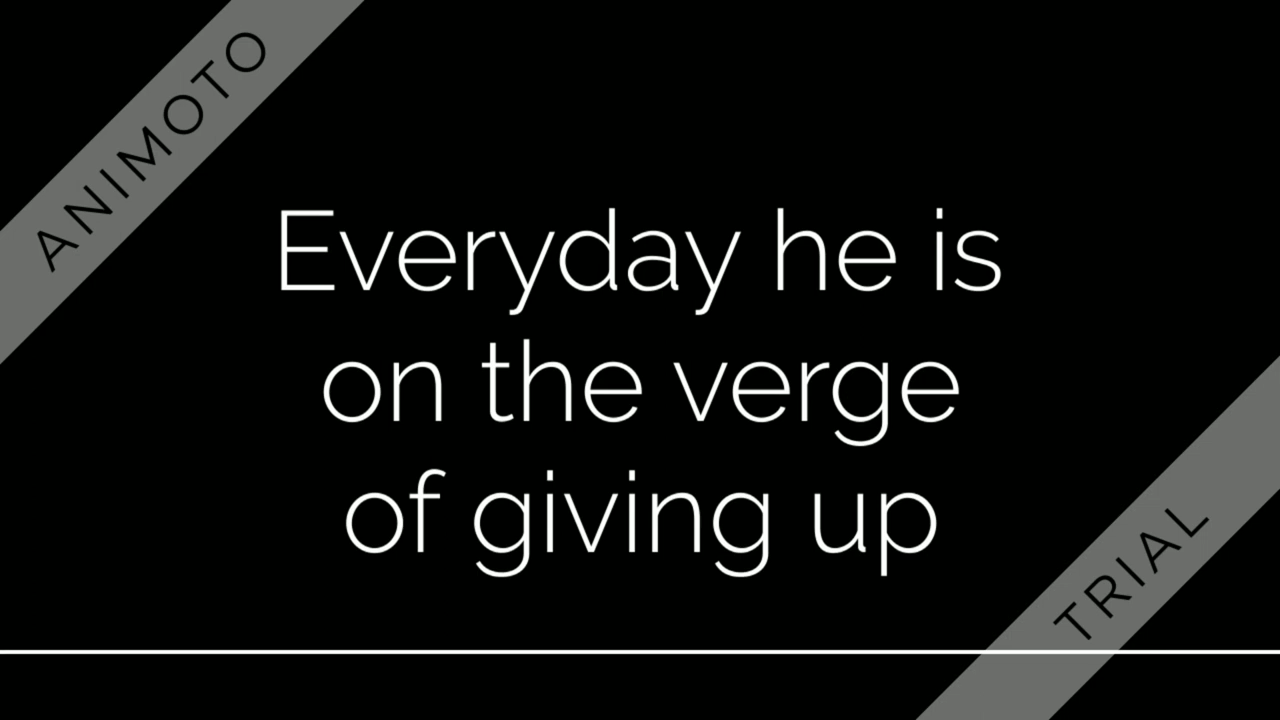 ANIMOTO
Everyday he is
on the verge
of giving up
TRIAL